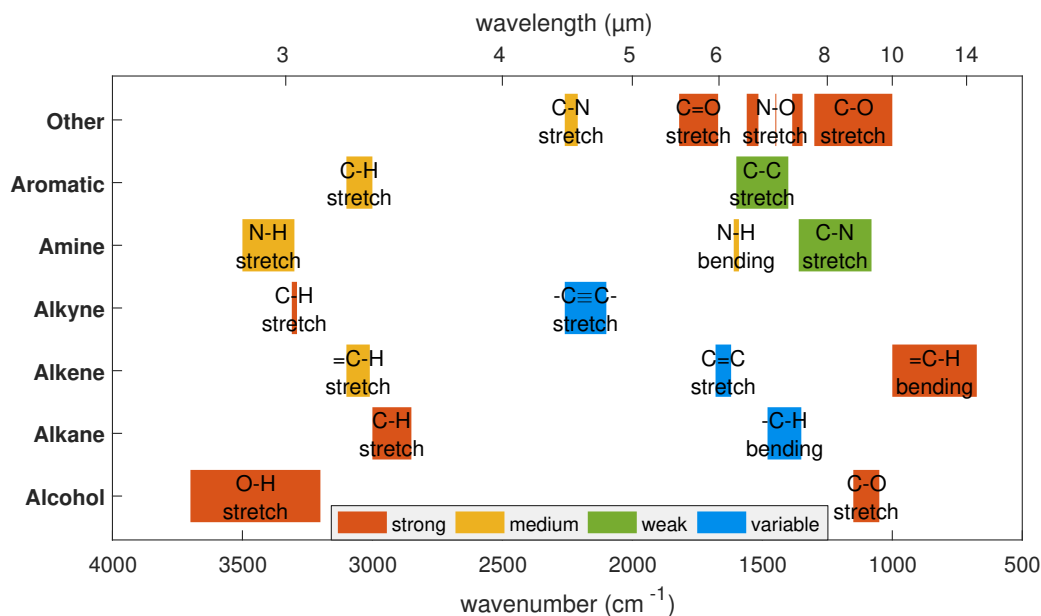 wavelength (µm)
3 4 5 6 8 10 14
Other
C-N
stretch
C=O
stretch
N-O
stretch
C-O
stretch
Aromatic
C-H
stretch
C-C
stretch
Amine
N-H
stretch
N-H
bending
C-N
stretch
Alkyne
C-H
stretch
-C≡C-
stretch
Alkene
=C-H
stretch
C=C
stretch
=C-H
bending
Alkane
C-H
stretch
-C-H
bending
Alcohol
O-H
stretch
C-O
stretch
strong medium weak variable
4000 3500 3000 2500 2000 1500 1000 500
wavenumber (cm⁻¹)